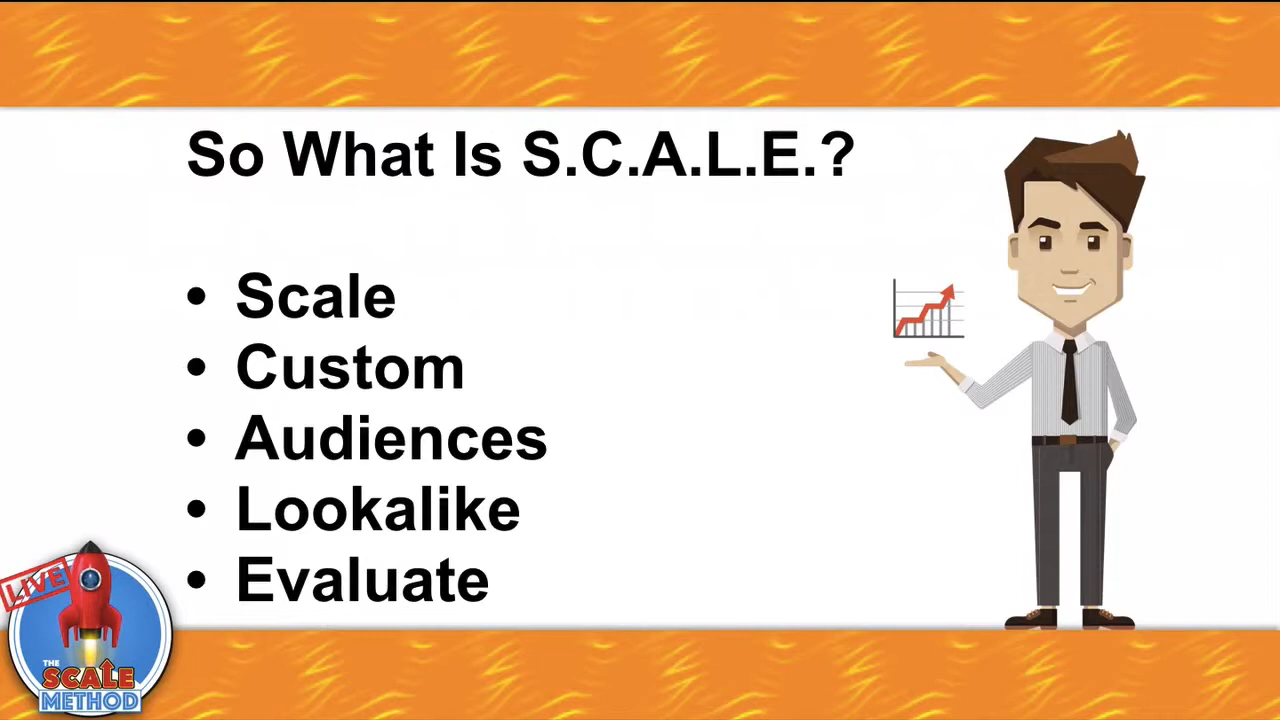 So What Is S.C.A.L.E.?
• Scale
• Custom
• Audiences
• Lookalike
• Evaluate
LIVE
THE
SCALE
METHOD